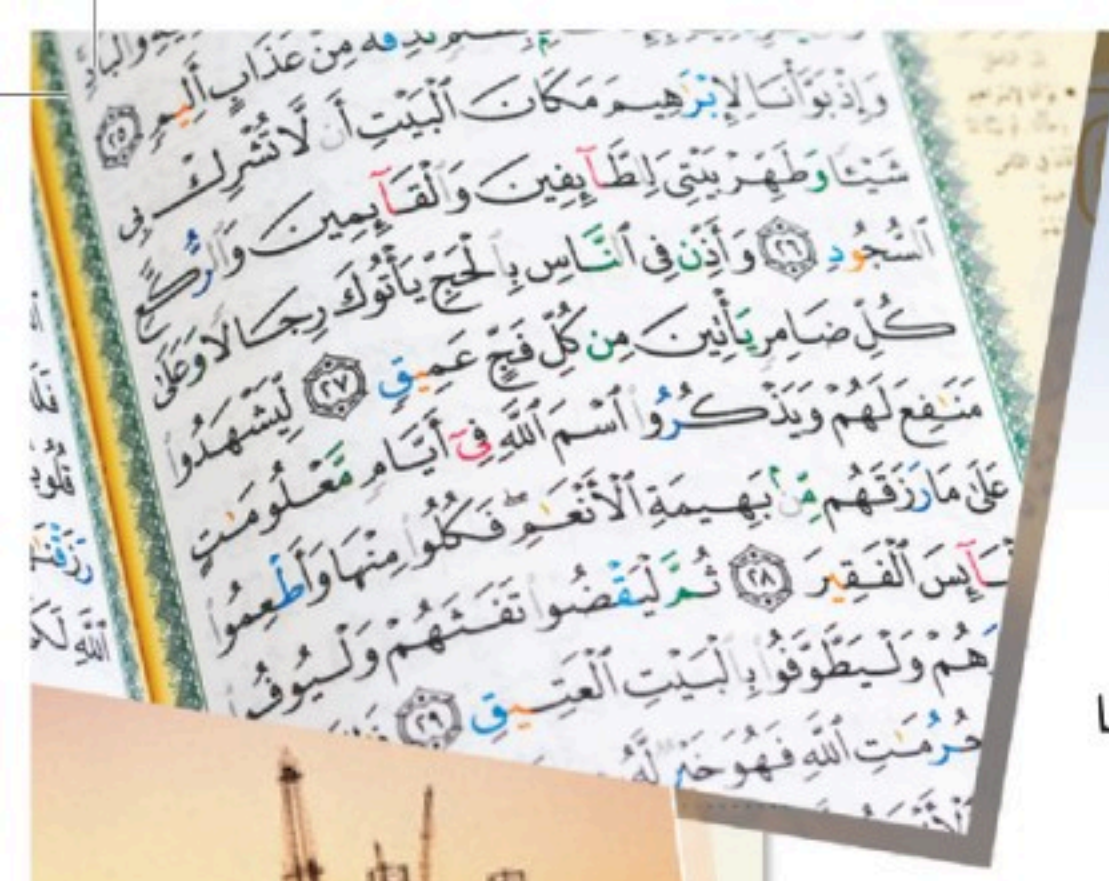 نُّذِقْهُ مِنْ عَذَابٍ أَلِيمٍ ٢٥
وَإِذْ بَوَّأْنَا لِإِبْرَٰهِيمَ مَكَانَ ٱلْبَيْتِ أَن لَّا تُشْرِكْ بِى
شَيْـًٔا وَطَهِّرْ بَيْتِىَ لِلطَّآئِفِينَ وَٱلْقَآئِمِينَ وَٱلرُّكَّعِ
ٱلسُّجُودِ ٢٦ وَأَذِّن فِى ٱلنَّاسِ بِٱلْحَجِّ يَأْتُوكَ رِجَالًا وَعَلَىٰ
كُلِّ ضَامِرٍ يَأْتِينَ مِن كُلِّ فَجٍّ عَمِيقٍ ٢٧ لِّيَشْهَدُوا۟
مَنَـٰفِعَ لَهُمْ وَيَذْكُرُوا۟ ٱسْمَ ٱللَّهِ فِىٓ أَيَّامٍ مَّعْلُومَـٰتٍ
عَلَىٰ مَا رَزَقَهُم مِّنۢ بَهِيمَةِ ٱلْأَنْعَـٰمِ ۖ فَكُلُوا۟ مِنْهَا وَأَطْعِمُوا۟
ٱلْبَآئِسَ ٱلْفَقِيرَ ٢٨ ثُمَّ لْيَقْضُوا۟ تَفَثَهُمْ وَلْيُوفُوا۟
هُمْ وَلْيَطَّوَّفُوا۟ بِٱلْبَيْتِ ٱلْعَتِيقِ ٢٩
حُرُمَـٰتِ ٱللَّهِ فَهُوَ خَيْرٌ لَّهُۥ